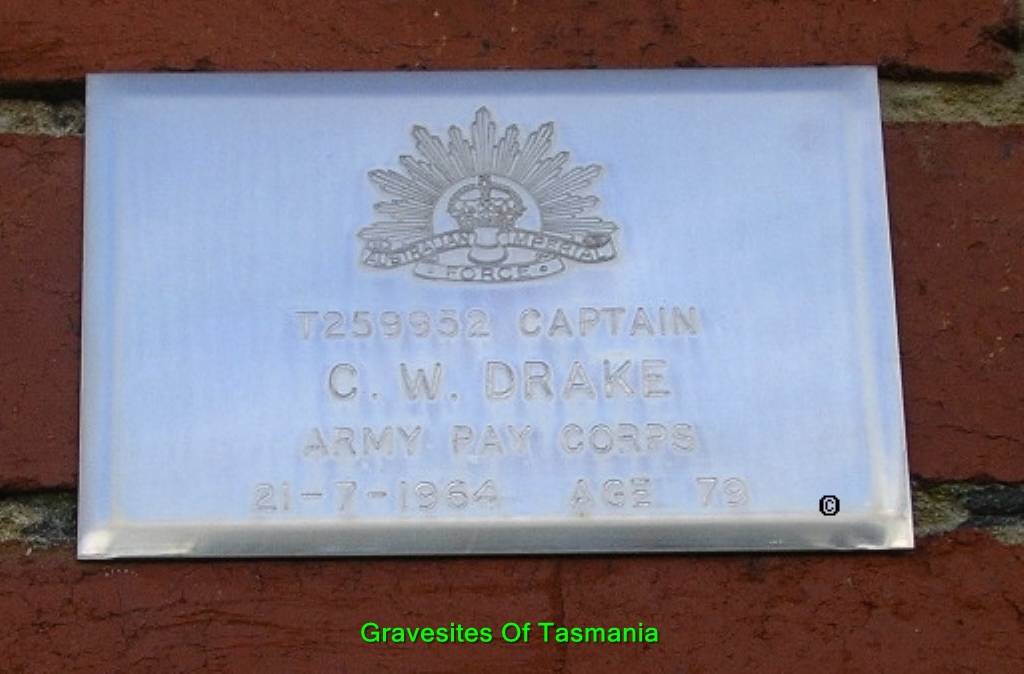 AUSTRALIAN IMPERIAL
FORCE
T259952 CAPTAIN
C. W. DRAKE
ARMY PAY CORPS
21-7-1964 AGE 79
©
Gravesites Of Tasmania